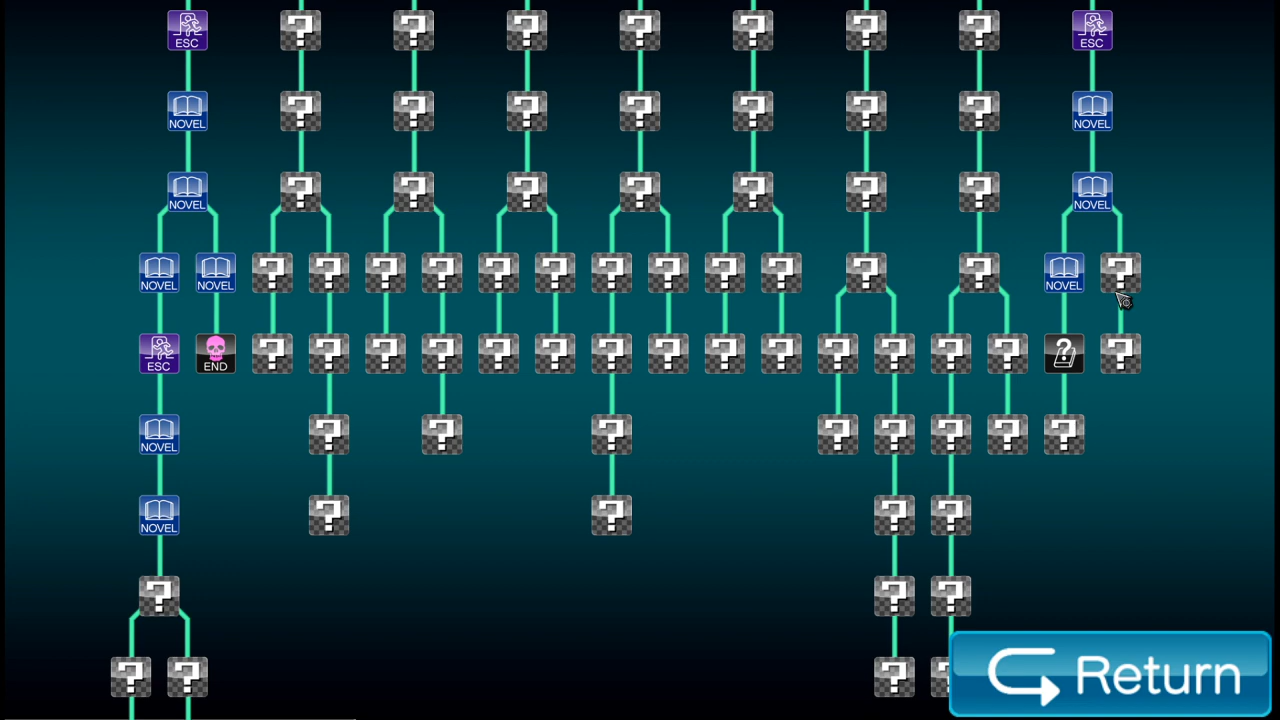 ESC ? ? ? ? ? ? ? ESC
NOVEL ? ? ? ? ? ? ? NOVEL
NOVEL ? ? ? ? ? ? ? NOVEL
NOVEL NOVEL ? ? ? ? ? ? ? ? ? ? ? ? NOVEL ?
ESC END ? ? ? ? ? ? ? ? ? ? ? ? ? ? ? ?
NOVEL ? ? ? ? ? ? ? ?
NOVEL ? ? ? ?
? ? ?
? ? ? ?
Return